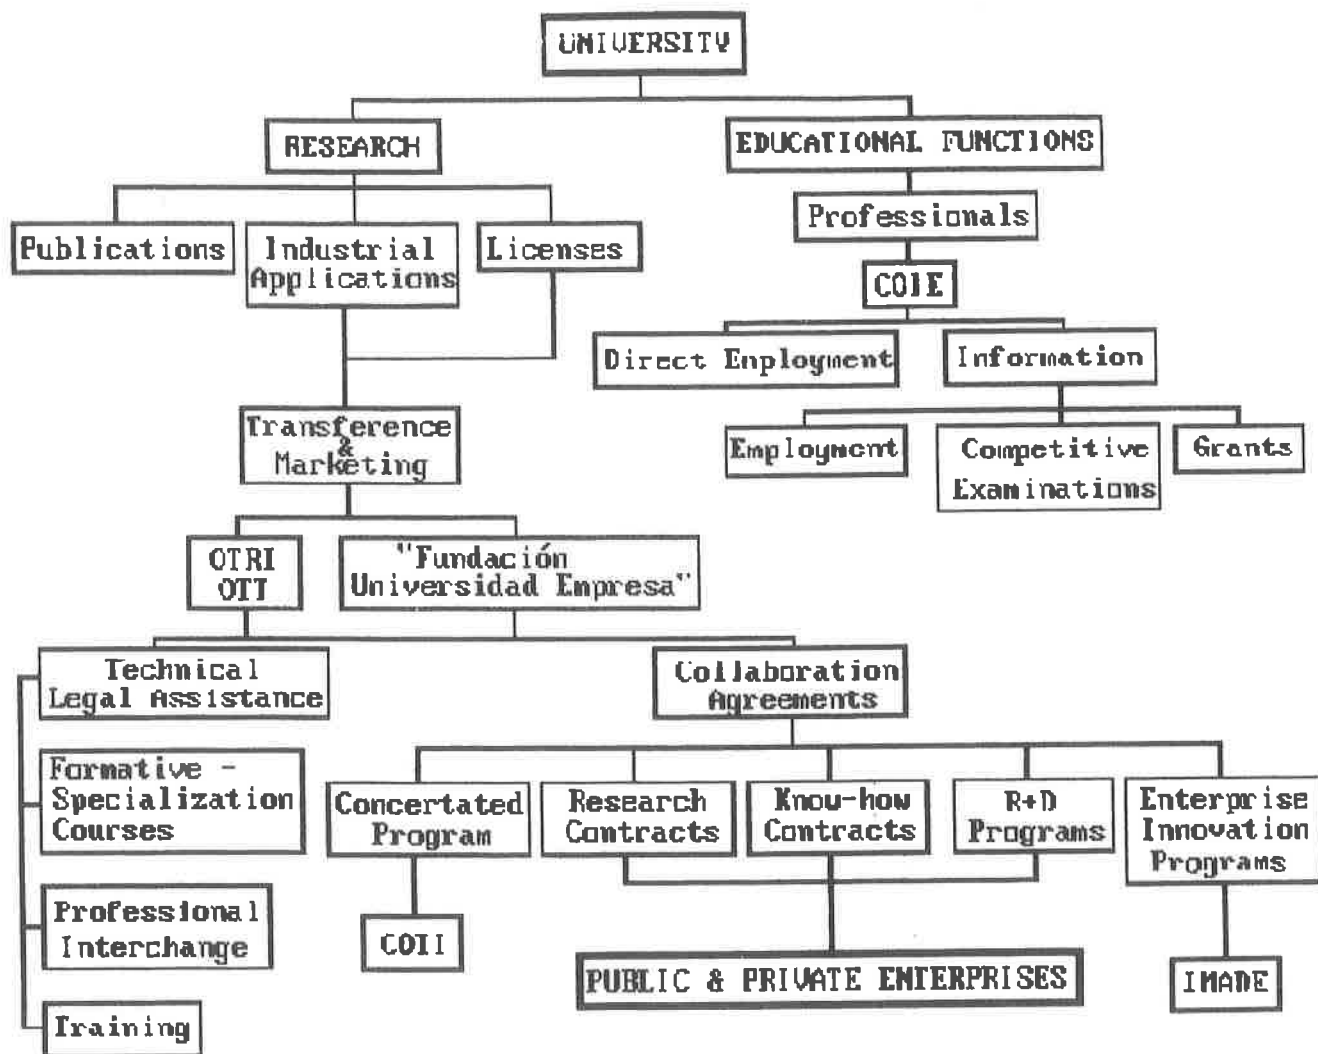 UNIVERSITY
RESEARCH
EDUCATIONAL FUNCTIONS
Publications
Industrial
Applications
Licenses
Professionals
COIE
Direct Employment
Information
Employment
Competitive
Examinations
Grants
Transference
&
Marketing
OTRI
OTT
"Fundación
Universidad Empresa"
Technical
Legal Assistance
Collaboration
Agreements
Formative -
Specialization
Courses
Professional
Interchange
Training
Concertated
Program
Research
Contracts
Know-how
Contracts
R+D
Programs
Enterprise
Innovation
Programs
PUBLIC & PRIVATE ENTERPRISES
IMADE